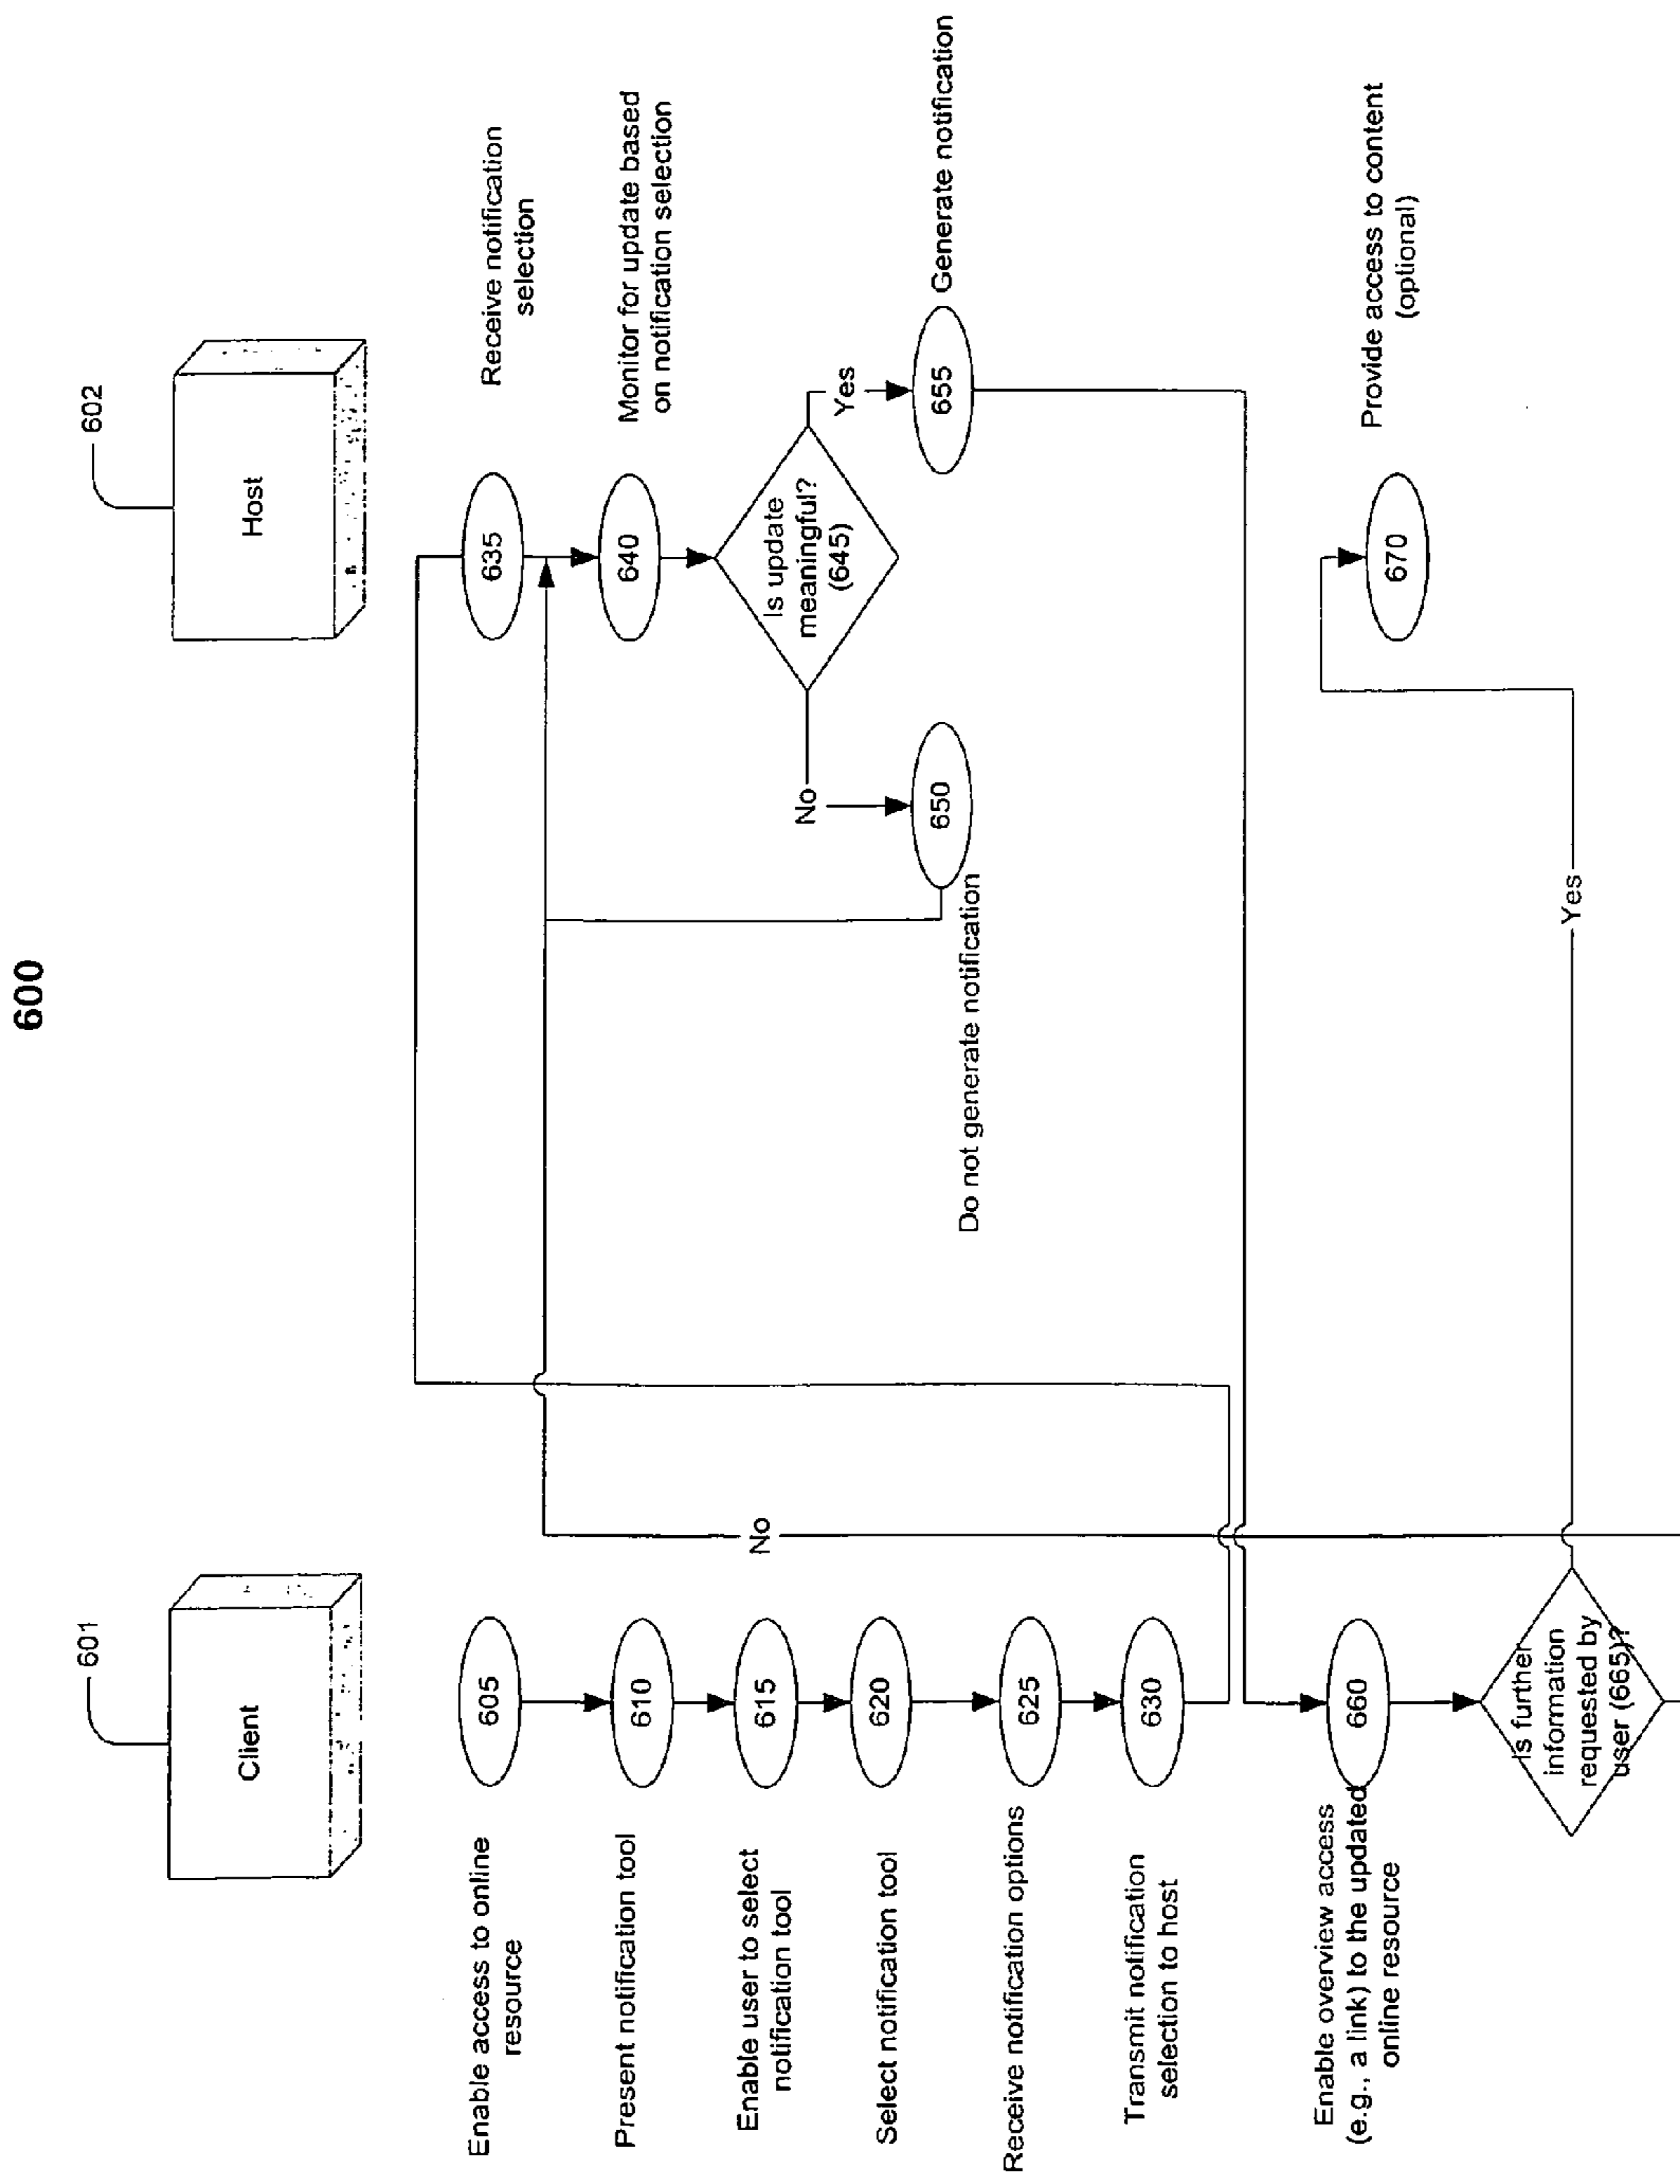 600
601
Client
602
Host
Enable access to online
resource
605
Present notification tool
610
Enable user to select
notification tool
615
Select notification tool
620
Receive notification options
625
Transmit notification
selection to host
630
Enable overview access
(e.g., a link) to the updated
online resource
660
Is further
information
requested by
user (665)?
No
Yes
635
Receive notification
selection
640
Monitor for update based
on notification selection
Is update
meaningful?
(645)
No
Yes
650
Do not generate notification
655
Generate notification
670
Provide access to content
(optional)